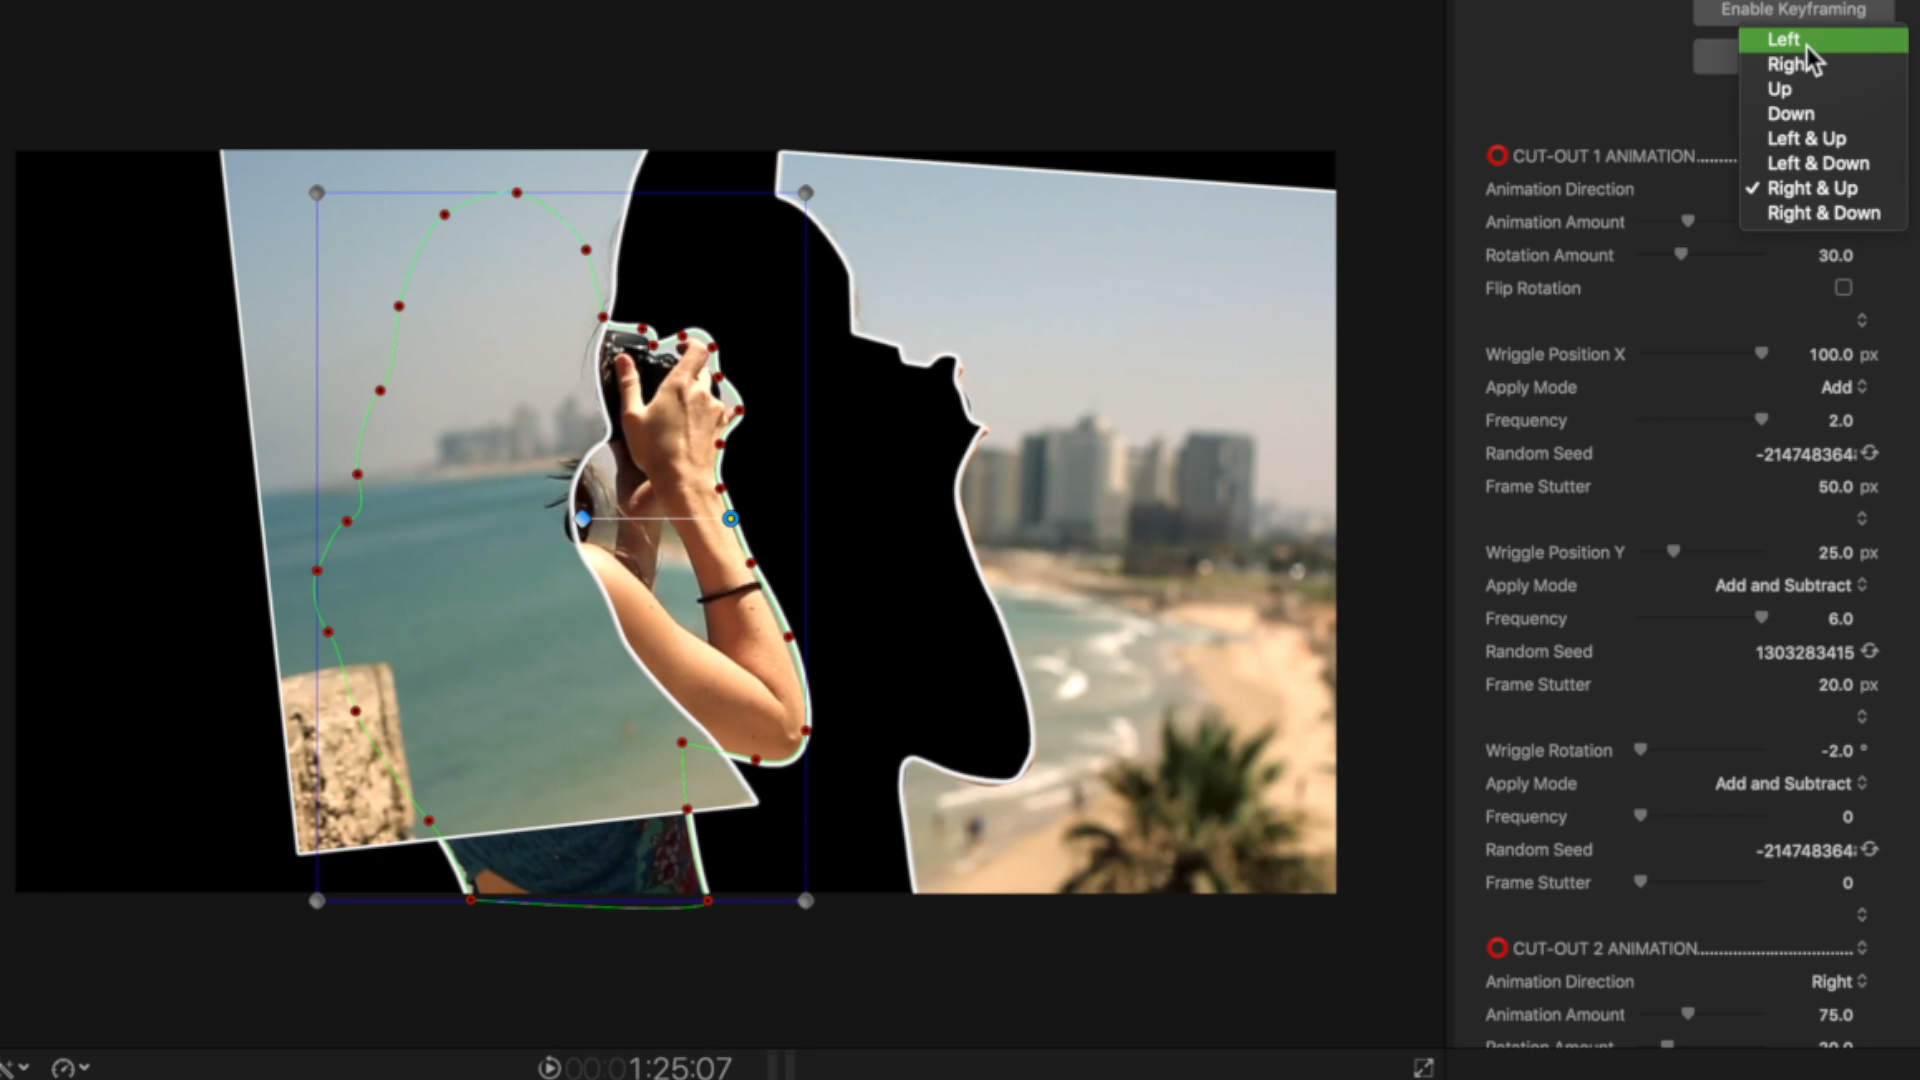 Enable Keyframing
Left
Right
Up
Down
Left & Up
Left & Down
✓ Right & Up
Right & Down
CUT-OUT 1 ANIMATION........
Animation Direction
Animation Amount
Rotation Amount 30.0
Flip Rotation
Wriggle Position X 100.0 px
Apply Mode Add
Frequency 2.0
Random Seed -214748364
Frame Stutter 50.0 px
Wriggle Position Y 25.0 px
Apply Mode Add and Subtract
Frequency 6.0
Random Seed 1303283415
Frame Stutter 20.0 px
Wriggle Rotation -2.0 °
Apply Mode Add and Subtract
Frequency 0
Random Seed -214748364
Frame Stutter 0
CUT-OUT 2 ANIMATION................................
Animation Direction Right
Animation Amount 75.0
Rotation Amount
00:01:25:07